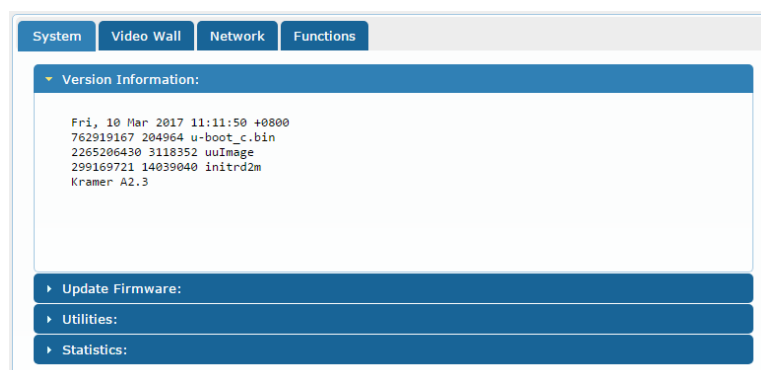 System Video Wall Network Functions
Version Information:
Fri, 10 Mar 2017 11:11:50 +0800
762919167 204964 u-boot_c.bin
2265206430 3118352 uuImage
299169721 14039040 initrd2m
Kramer A2.3
Update Firmware:
Utilities:
Statistics: